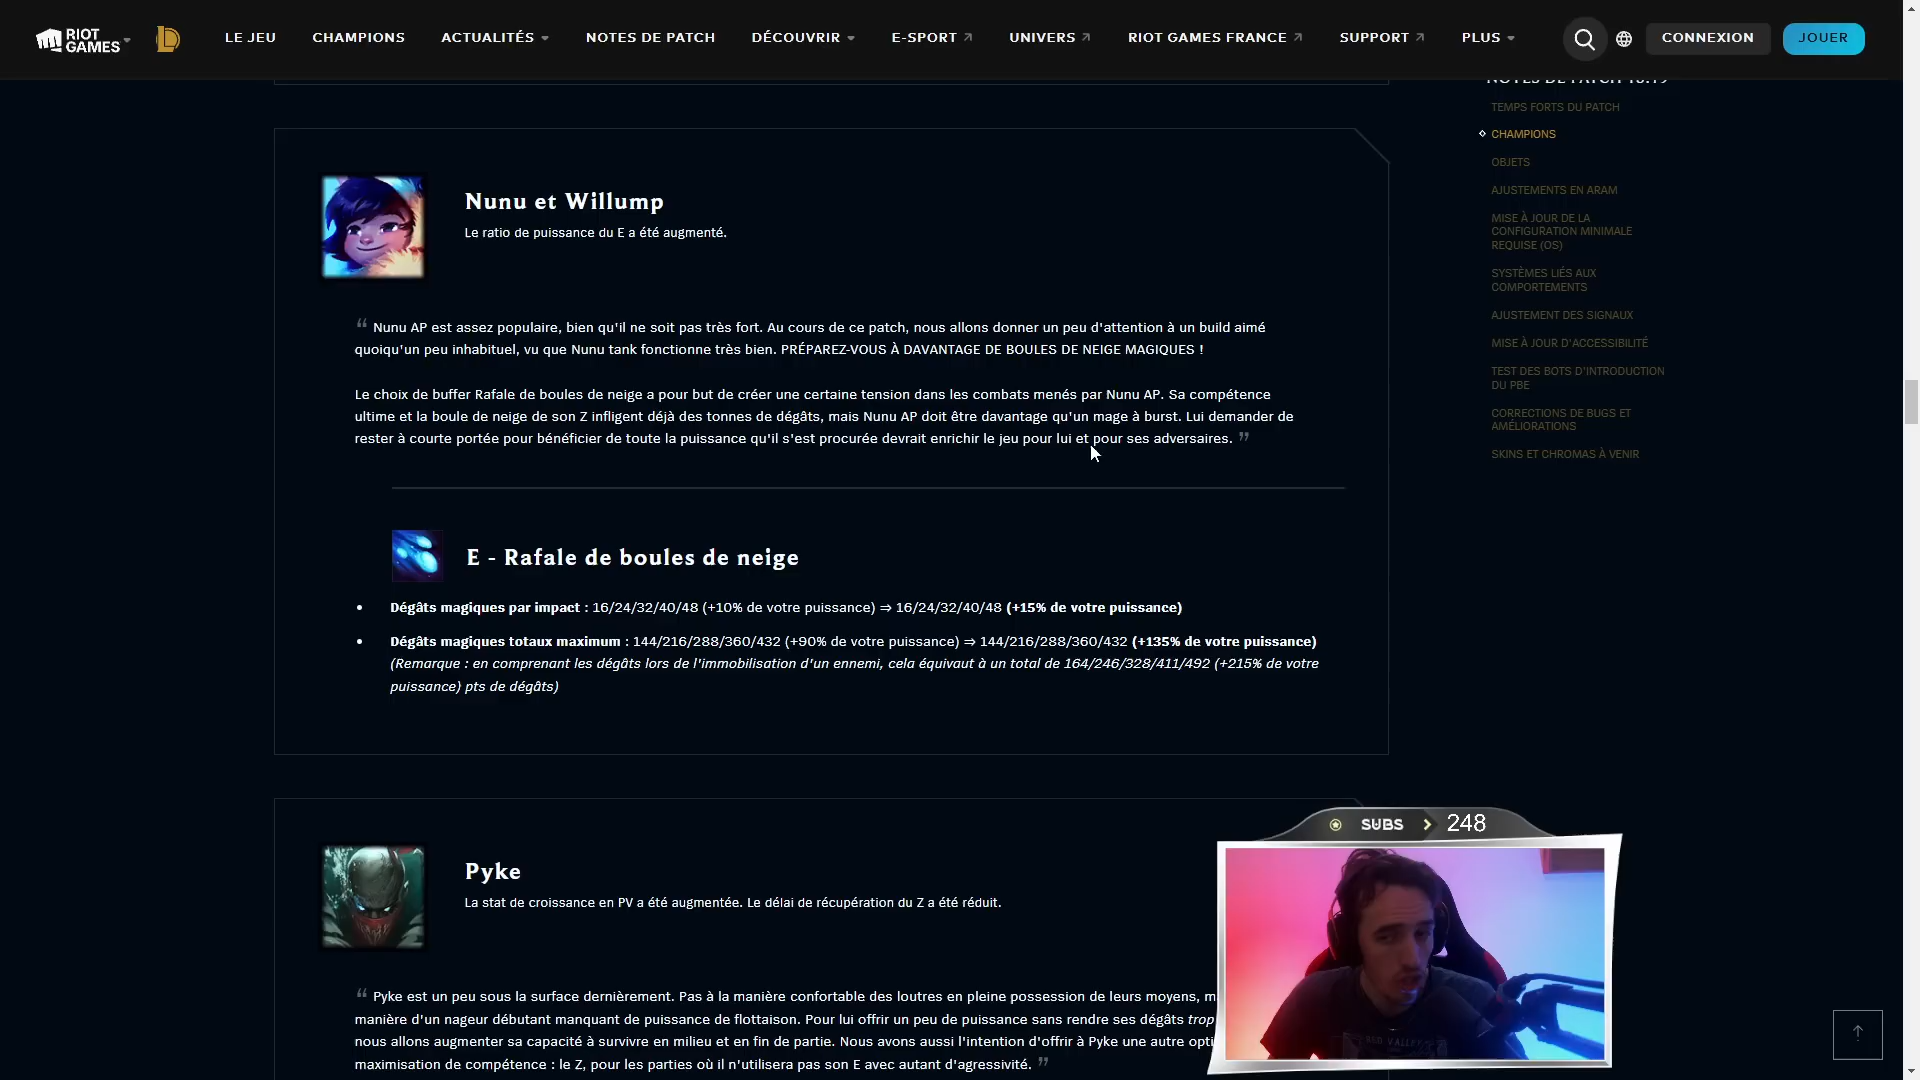 RIOT GAMES
LE JEU CHAMPIONS ACTUALITÉS NOTES DE PATCH DÉCOUVRIR E-SPORT UNIVERS RIOT GAMES FRANCE SUPPORT PLUS CONNEXION JOUER
NOTES DE PATCH 13.19
TEMPS FORTS DU PATCH
CHAMPIONS
OBJETS
AJUSTEMENTS EN ARAM
MISE À JOUR DE LA
CONFIGURATION MINIMALE
REQUISE (OS)
SYSTÈMES LIÉS AUX
COMPORTEMENTS
AJUSTEMENT DES SIGNAUX
MISE À JOUR D'ACCESSIBILITÉ
TEST DES BOTS D'INTRODUCTION
DU PBE
CORRECTIONS DE BUGS ET
AMÉLIORATIONS
SKINS ET CHROMAS À VENIR
Nunu et Willump
Le ratio de puissance du E a été augmenté.
“ Nunu AP est assez populaire, bien qu'il ne soit pas très fort. Au cours de ce patch, nous allons donner un peu d'attention à un build aimé
quoiqu'un peu inhabituel, vu que Nunu tank fonctionne très bien. PRÉPAREZ-VOUS À DAVANTAGE DE BOULES DE NEIGE MAGIQUES !
Le choix de buffer Rafale de boules de neige a pour but de créer une certaine tension dans les combats menés par Nunu AP. Sa compétence
ultime et la boule de neige de son Z infligent déjà des tonnes de dégâts, mais Nunu AP doit être davantage qu'un mage à burst. Lui demander de
rester à courte portée pour bénéficier de toute la puissance qu'il s'est procurée devrait enrichir le jeu pour lui et pour ses adversaires. ”
E - Rafale de boules de neige
• Dégâts magiques par impact : 16/24/32/40/48 (+10% de votre puissance) ⇒ 16/24/32/40/48 (+15% de votre puissance)
• Dégâts magiques totaux maximum : 144/216/288/360/432 (+90% de votre puissance) ⇒ 144/216/288/360/432 (+135% de votre puissance)
(Remarque : en comprenant les dégâts lors de l'immobilisation d'un ennemi, cela équivaut à un total de 164/246/328/411/492 (+215% de votre
puissance) pts de dégâts)
Pyke
La stat de croissance en PV a été augmentée. Le délai de récupération du Z a été réduit.
“ Pyke est un peu sous la surface dernièrement. Pas à la manière confortable des loutres en pleine possession de leurs moyens, m
manière d'un nageur débutant manquant de puissance de flottaison. Pour lui offrir un peu de puissance sans rendre ses dégâts trop
nous allons augmenter sa capacité à survivre en milieu et en fin de partie. Nous avons aussi l'intention d'offrir à Pyke une autre opti
maximisation de compétence : le Z, pour les parties où il n'utilisera pas son E avec autant d'agressivité. ”
SUBS > 248